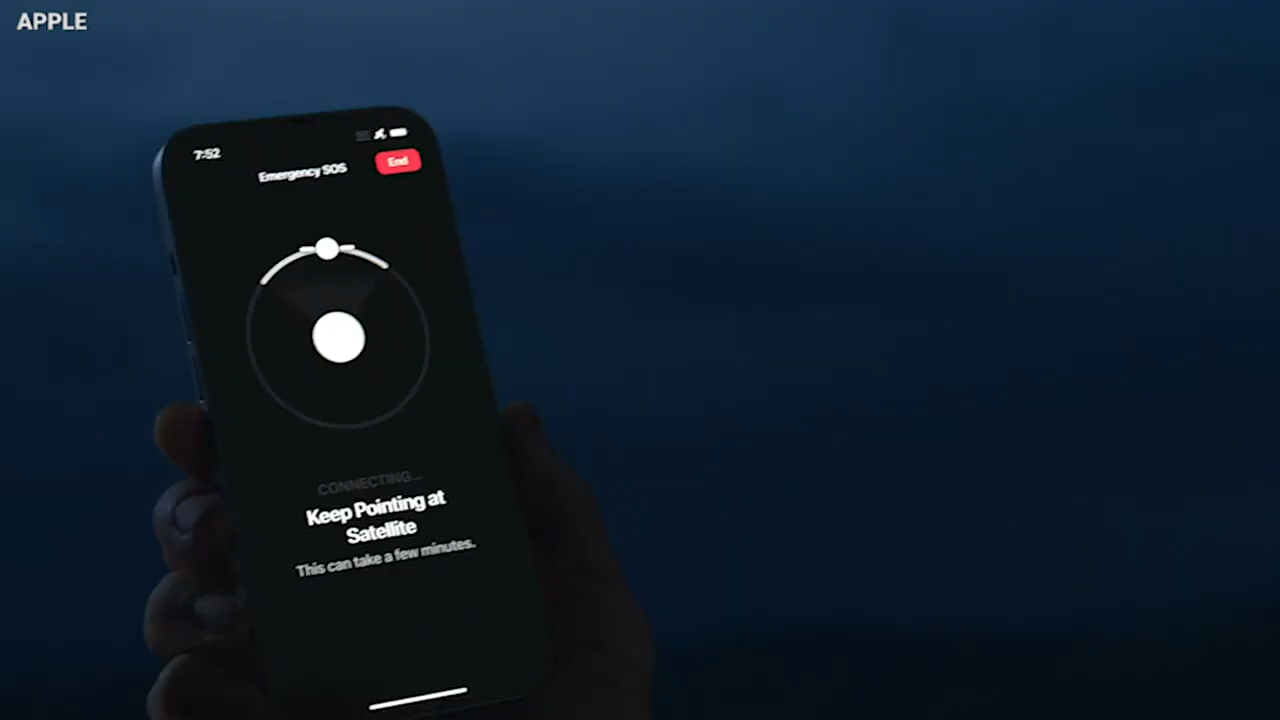 APPLE
7:52
End
Emergency SOS
CONNECTING...
Keep Pointing at
Satellite
This can take a few minutes.